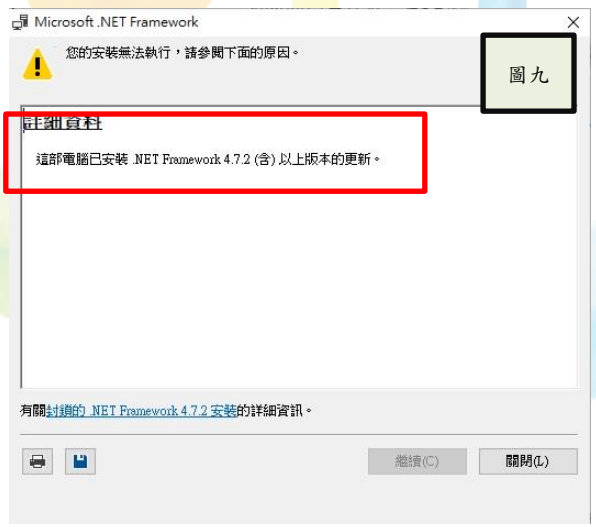 Microsoft .NET Framework
您的安裝無法執行，請參閱下面的原因。
圖九
詳細資料
這部電腦已安裝 .NET Framework 4.7.2 (含) 以上版本的更新。
有關封鎖的 .NET Framework 4.7.2 安裝的詳細資訊。
繼續(C)
關閉(L)